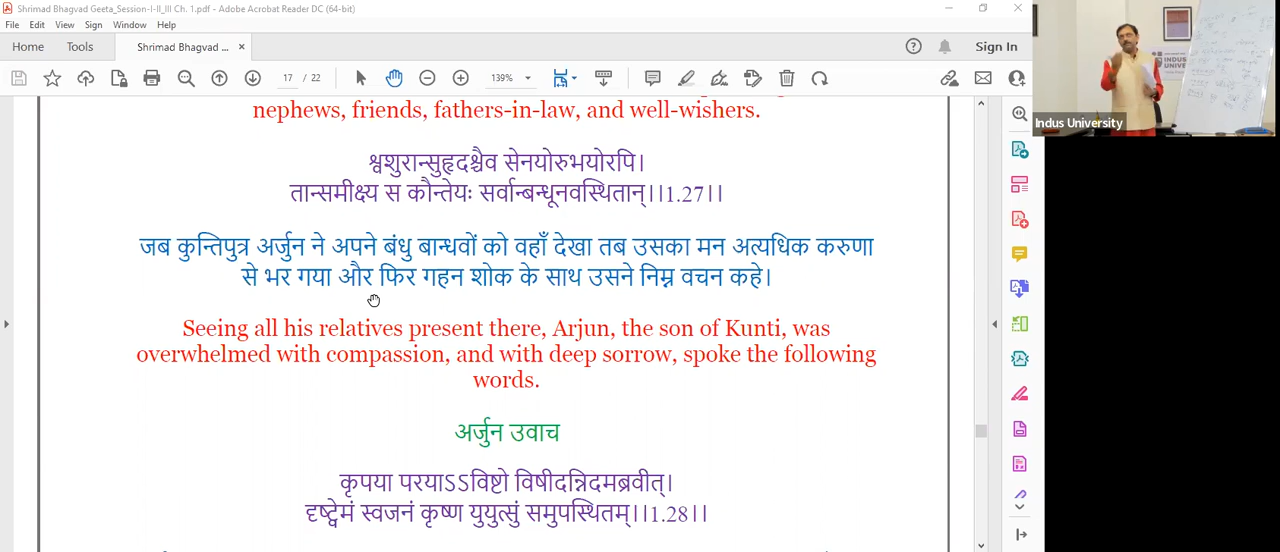 Shrimad Bhagvad Geeta_Session-I-II_III Ch. 1.pdf - Adobe Acrobat Reader DC (64-bit)
File Edit View Sign Window Help
Home Tools Shrimad Bhagvad ... × Sign In
17 / 22 139%
Indus University
INDUS
nephews, friends, fathers-in-law, and well-wishers.
श्वशुरान्सुहृदश्चैव सेनयोरुभयोरपि।
तान्समीक्ष्य स कौन्तेयः सर्वान्बन्धूनवस्थितान्।।1.27।।
जब कुन्तिपुत्र अर्जुन ने अपने बंधु बान्धवों को वहाँ देखा तब उसका मन अत्यधिक करुणा
से भर गया और फिर गहन शोक के साथ उसने निम्न वचन कहे।
Seeing all his relatives present there, Arjun, the son of Kunti, was
overwhelmed with compassion, and with deep sorrow, spoke the following
words.
अर्जुन उवाच
कृपया परयाऽऽविष्टो विषीदन्निदमब्रवीत्।
दृष्ट्वेमं स्वजनं कृष्ण युयुत्सुं समुपस्थितम्।।1.28।।